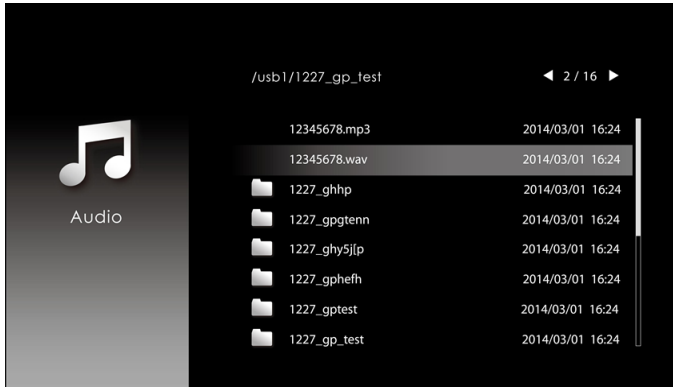 /usb1/1227_gp_test ◀ 2/16 ▶
12345678.mp3 2014/03/01 16:24
12345678.wav 2014/03/01 16:24
1227_ghhp 2014/03/01 16:24
Audio
1227_gpgtenn 2014/03/01 16:24
1227_ghy5j[p 2014/03/01 16:24
1227_gphefh 2014/03/01 16:24
1227_gptest 2014/03/01 16:24
1227_gp_test 2014/03/01 16:24